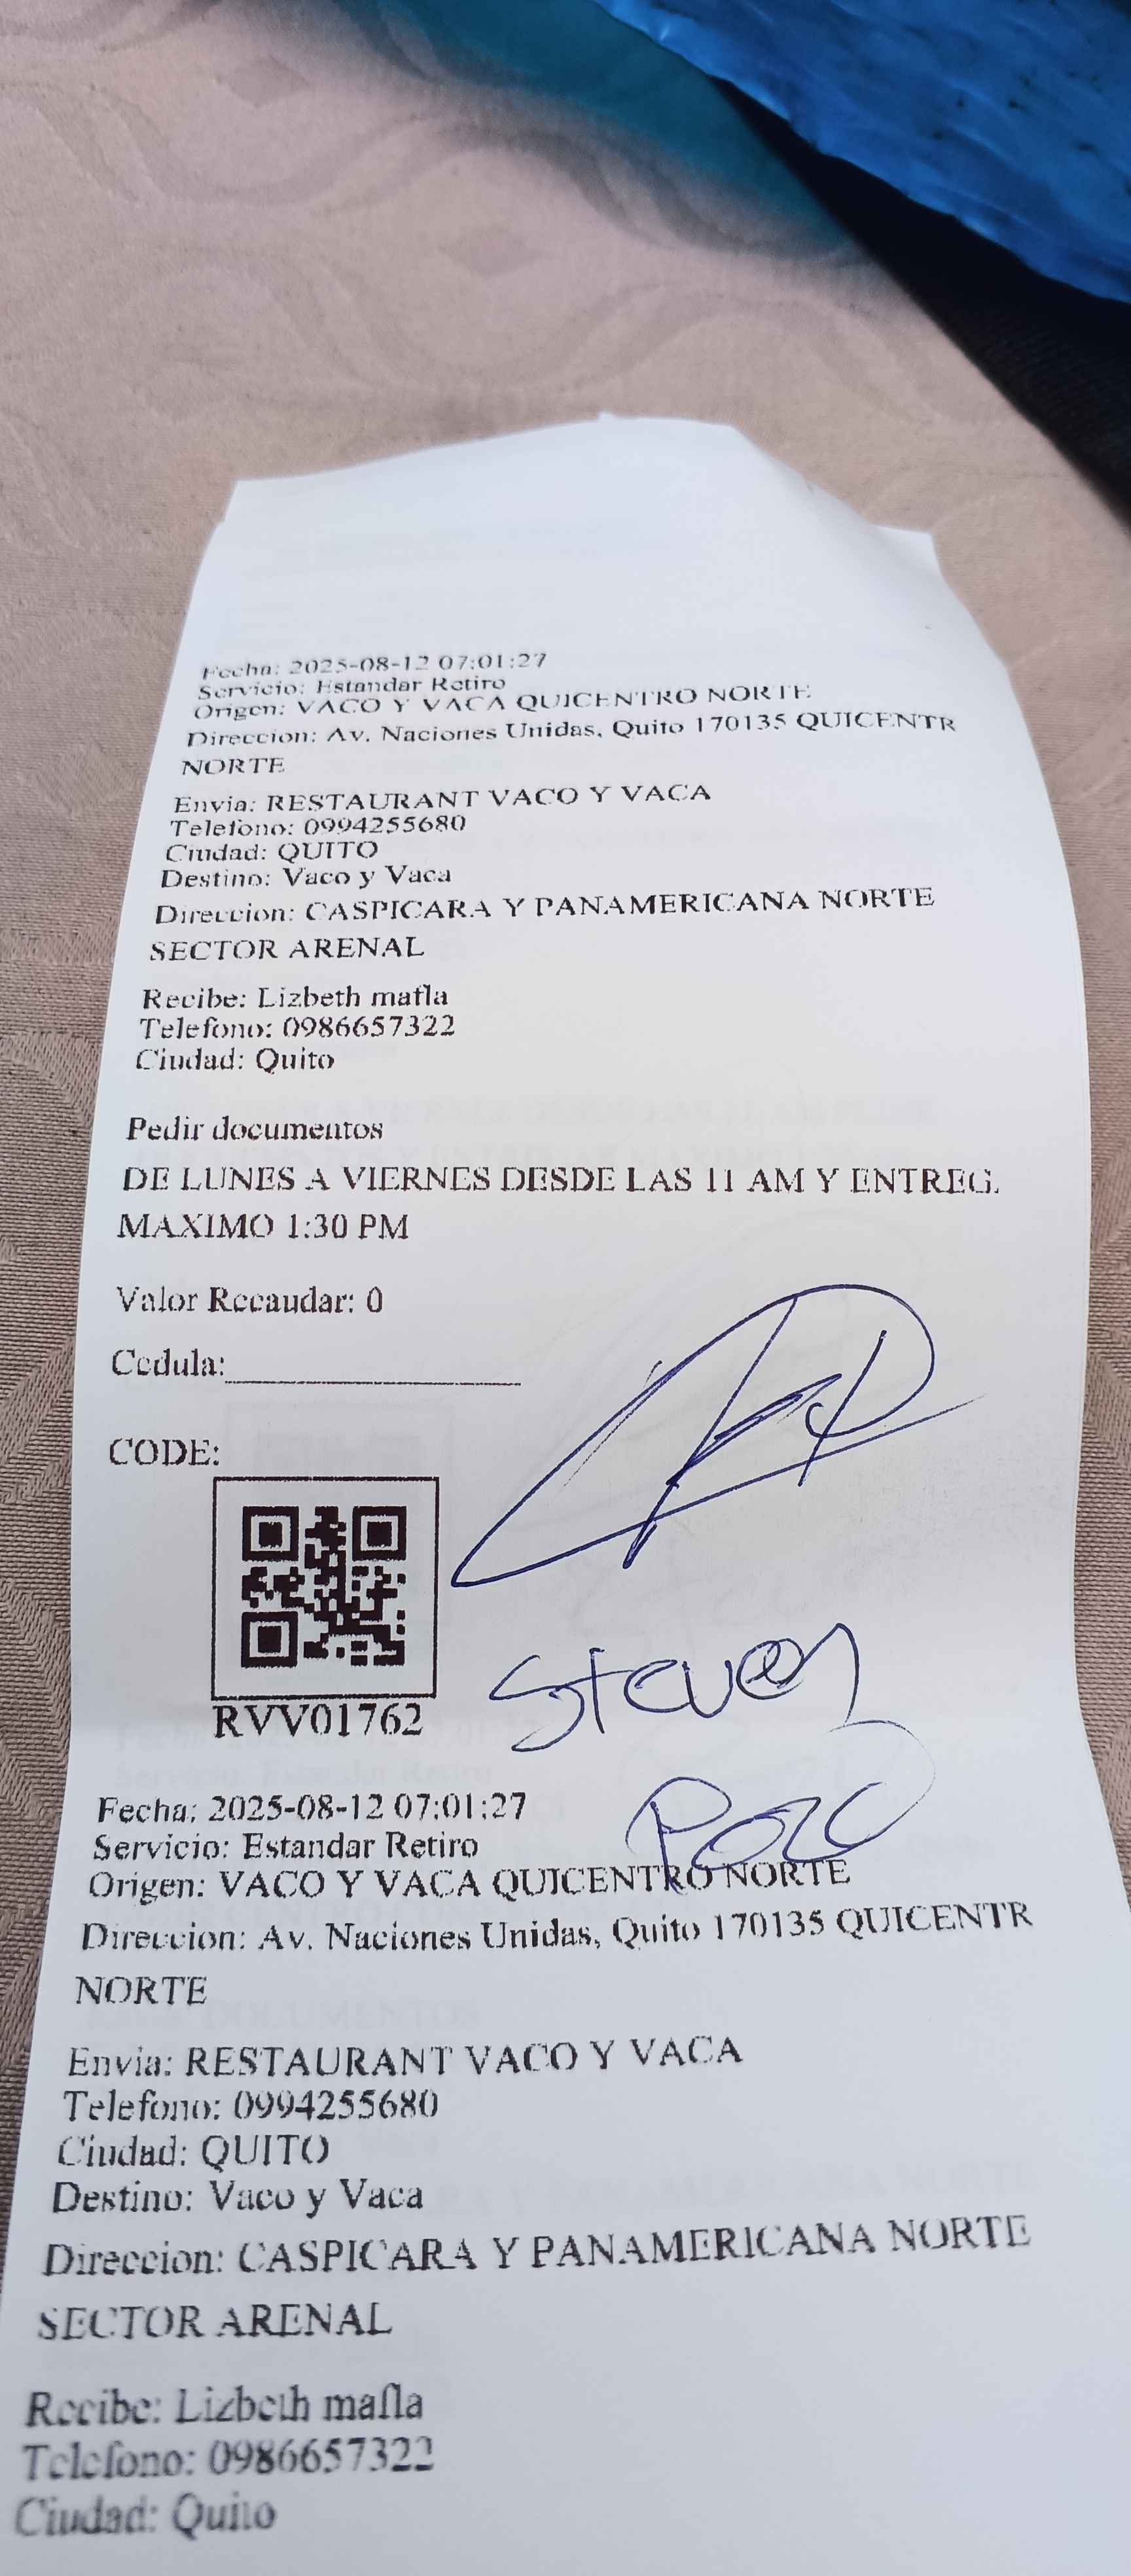 Fecha: 2025-08-12 07:01:27
Servicio: Estandar Retiro
Origen: VACO Y VACA QUICENTRO NORTE
Direccion: Av. Naciones Unidas, Quito 170135 QUICENTR
NORTE
Envia: RESTAURANT VACO Y VACA
Telefono: 0994255680
Ciudad: QUITO
Destino: Vaco y Vaca
Direccion: CASPICARA Y PANAMERICANA NORTE
SECTOR ARENAL
Recibe: Lizbeth mafla
Telefono: 0986657322
Ciudad: Quito
Pedir documentos
DE LUNES A VIERNES DESDE LAS 11 AM Y ENTREG.
MAXIMO 1:30 PM
Valor Recaudar: 0
Cedula:
CODE:
Steven
RVV01762
Pozo
Fecha: 2025-08-12 07:01:27
Servicio: Estandar Retiro
Origen: VACO Y VACA QUICENTRO NORTE
Direccion: Av. Naciones Unidas, Quito 170135 QUICENTR
NORTE
Envia: RESTAURANT VACO Y VACA
Telefono: 0994255680
Ciudad: QUITO
Destino: Vaco y Vaca
Direccion: CASPICARA Y PANAMERICANA NORTE
SECTOR ARENAL
Recibe: Lizbeth mafla
Telefono: 0986657322
Ciudad: Quito